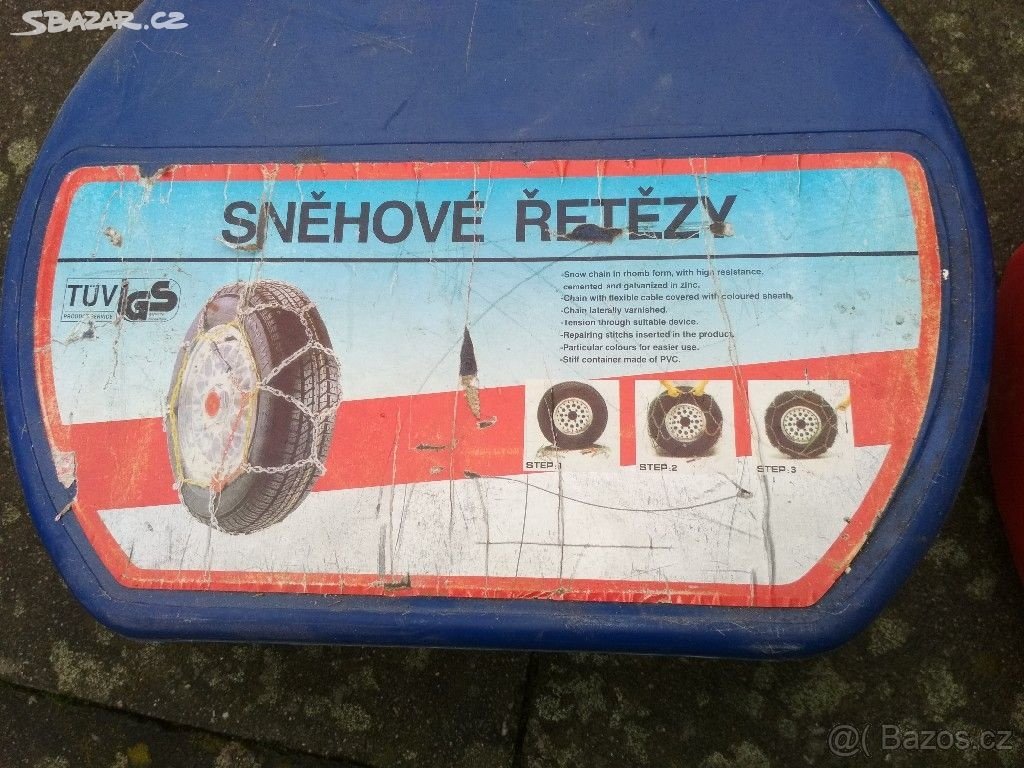 SBAZAR.CZ
SNĚHOVÉ ŘETĚZY
-Snow chain in rhomb form, with high resistance,
cemented and galvanized in zinc.
-Chain with flexible cable covered with coloured sheath,
-Chain laterally varnished.
-Tension through suitable device.
-Repairing stitchs inserted in the product.
-Particular colours for easier use.
-Stiff container made of PVC.
TÜV GS
PRODUCT SERVICE
STEP:1
STEP:2
STEP:3
@( Bazos.cz